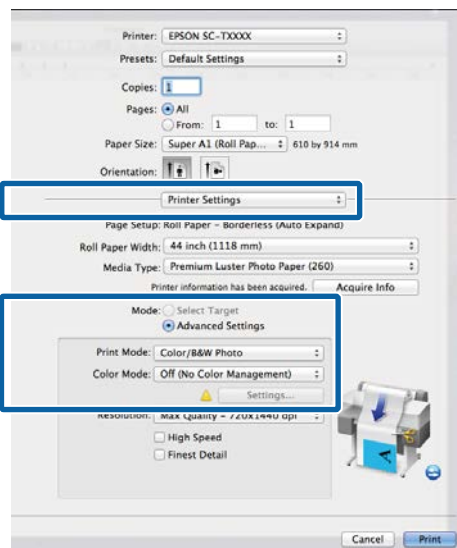 Printer: EPSON SC-TXXXX
Presets: Default Settings
Copies: 1
Pages: All
From: 1 to: 1
Paper Size: Super A1 (Roll Pap... 610 by 914 mm
Orientation:
Printer Settings
Page Setup: Roll Paper - Borderless (Auto Expand)
Roll Paper Width: 44 inch (1118 mm)
Media Type: Premium Luster Photo Paper (260)
Printer information has been acquired. Acquire Info
Mode: Select Target
Advanced Settings
Print Mode: Color/B&W Photo
Color Mode: Off (No Color Management)
Settings...
Resolution: Max Quality - 720x1440 dpi
High Speed
Finest Detail
A
Cancel Print